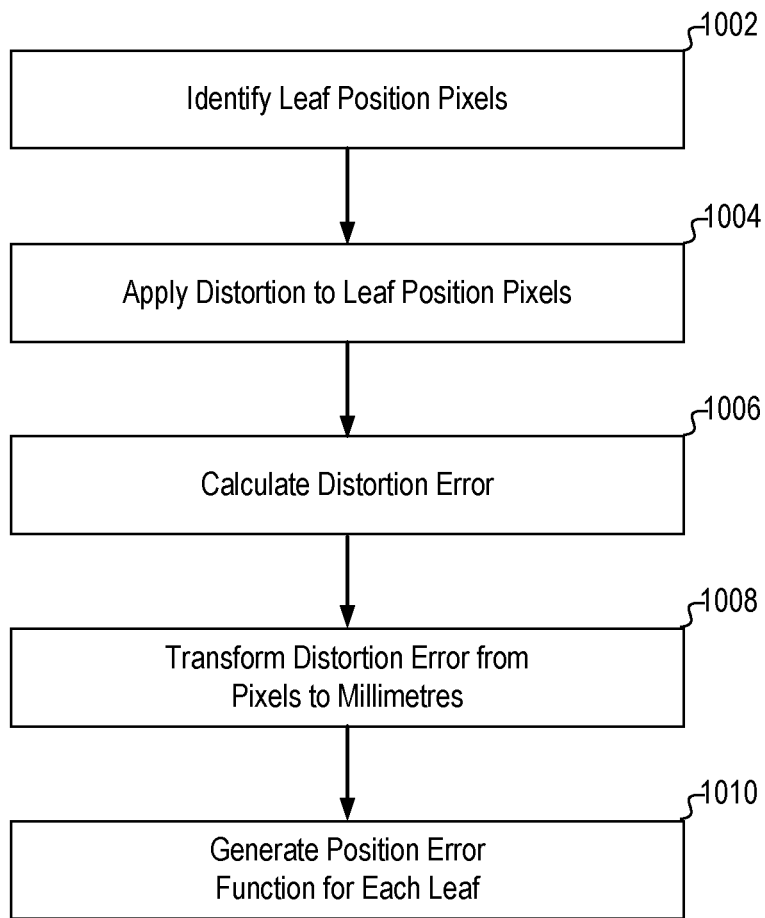 1002
Identify Leaf Position Pixels
1004
Apply Distortion to Leaf Position Pixels
1006
Calculate Distortion Error
1008
Transform Distortion Error from
Pixels to Millimetres
1010
Generate Position Error
Function for Each Leaf